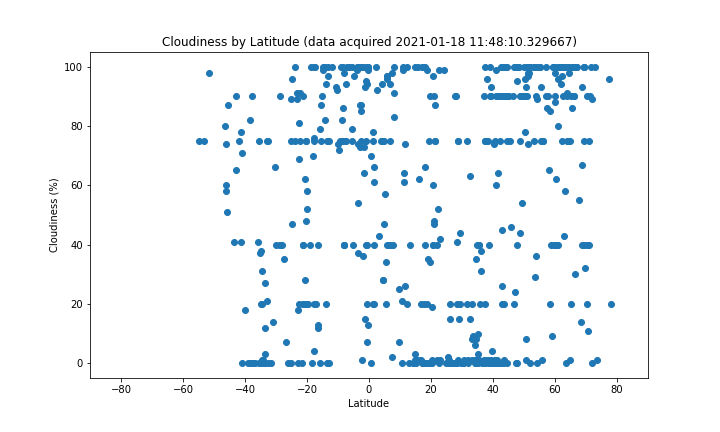 Cloudiness by Latitude (data acquired 2021-01-18 11:48:10.329667)
100
80
60
40
20
0
Cloudiness (%)
−80 −60 −40 −20 0 20 40 60 80
Latitude